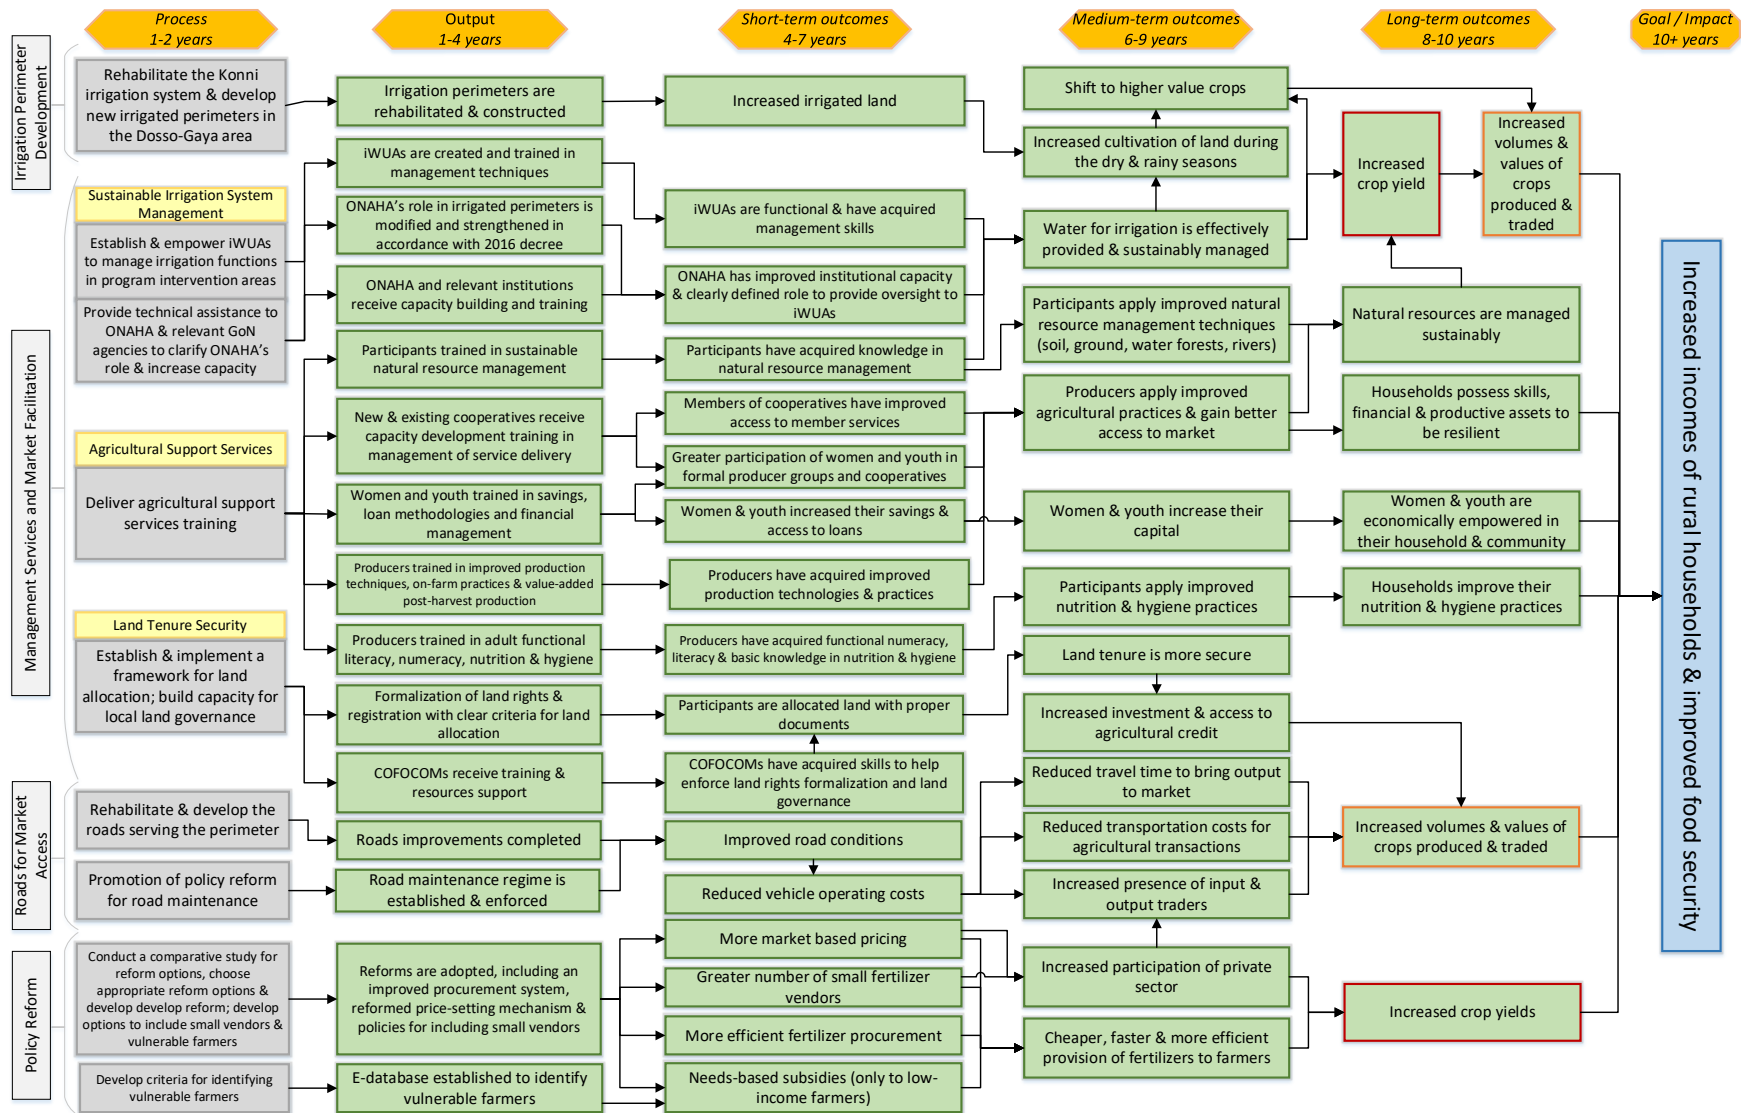 Process
1-2 years
Output
1-4 years
Short-term outcomes
4-7 years
Medium-term outcomes
6-9 years
Long-term outcomes
8-10 years
Goal / Impact
10+ years
Irrigation Perimeter
Development
Rehabilitate the Konni
irrigation system & develop
new irrigated perimeters in
the Dosso-Gaya area
Irrigation perimeters are
rehabilitated & constructed
Increased irrigated land
Shift to higher value crops
Increased cultivation of land during
the dry & rainy seasons
Increased
crop yield
Increased
volumes &
values of
crops
produced &
traded
Management Services and Market Facilitation
Sustainable Irrigation System
Management
Establish & empower iWUAs
to manage irrigation functions
in program intervention areas
Provide technical assistance to
ONAHA & relevant GoN
agencies to clarify ONAHA's
role & increase capacity
iWUAs are created and trained in
management techniques
ONAHA's role in irrigated perimeters is
modified and strengthened in
accordance with 2016 decree
ONAHA and relevant institutions
receive capacity building and training
Participants trained in sustainable
natural resource management
iWUAs are functional & have acquired
management skills
ONAHA has improved institutional capacity
& clearly defined role to provide oversight to
iWUAs
Participants have acquired knowledge in
natural resource management
Water for irrigation is effectively
provided & sustainably managed
Participants apply improved natural
resource management techniques
(soil, ground, water forests, rivers)
Natural resources are managed
sustainably
Agricultural Support Services
Deliver agricultural support
services training
New & existing cooperatives receive
capacity development training in
management of service delivery
Women and youth trained in savings,
loan methodologies and financial
management
Producers trained in improved production
techniques, on-farm practices & value-added
post-harvest production
Producers trained in adult functional
literacy, numeracy, nutrition & hygiene
Members of cooperatives have improved
access to member services
Greater participation of women and youth in
formal producer groups and cooperatives
Women & youth increased their savings &
access to loans
Producers have acquired improved
production technologies & practices
Producers have acquired functional numeracy,
literacy & basic knowledge in nutrition & hygiene
Producers apply improved
agricultural practices & gain better
access to market
Women & youth increase their
capital
Participants apply improved
nutrition & hygiene practices
Households possess skills,
financial & productive assets to
be resilient
Women & youth are
economically empowered in
their household & community
Households improve their
nutrition & hygiene practices
Land Tenure Security
Establish & implement a
framework for land
allocation; build capacity for
local land governance
Formalization of land rights &
registration with clear criteria for land
allocation
COFOCOMs receive training &
resources support
Participants are allocated land with proper
documents
COFOCOMs have acquired skills to help
enforce land rights formalization and land
governance
Land tenure is more secure
Increased investment & access to
agricultural credit
Roads for Market
Access
Rehabilitate & develop the
roads serving the perimeter
Promotion of policy reform
for road maintenance
Roads improvements completed
Road maintenance regime is
established & enforced
Improved road conditions
Reduced vehicle operating costs
Reduced travel time to bring output
to market
Reduced transportation costs for
agricultural transactions
Increased presence of input &
output traders
Increased volumes & values of
crops produced & traded
Policy Reform
Conduct a comparative study for
reform options, choose
appropriate reform options &
develop develop reform; develop
options to include small vendors &
vulnerable farmers
Develop criteria for identifying
vulnerable farmers
Reforms are adopted, including an
improved procurement system,
reformed price-setting mechanism &
policies for including small vendors
E-database established to identify
vulnerable farmers
More market based pricing
Greater number of small fertilizer
vendors
More efficient fertilizer procurement
Needs-based subsidies (only to low-
income farmers)
Increased participation of private
sector
Cheaper, faster & more efficient
provision of fertilizers to farmers
Increased crop yields
Increased incomes of rural households & improved food security